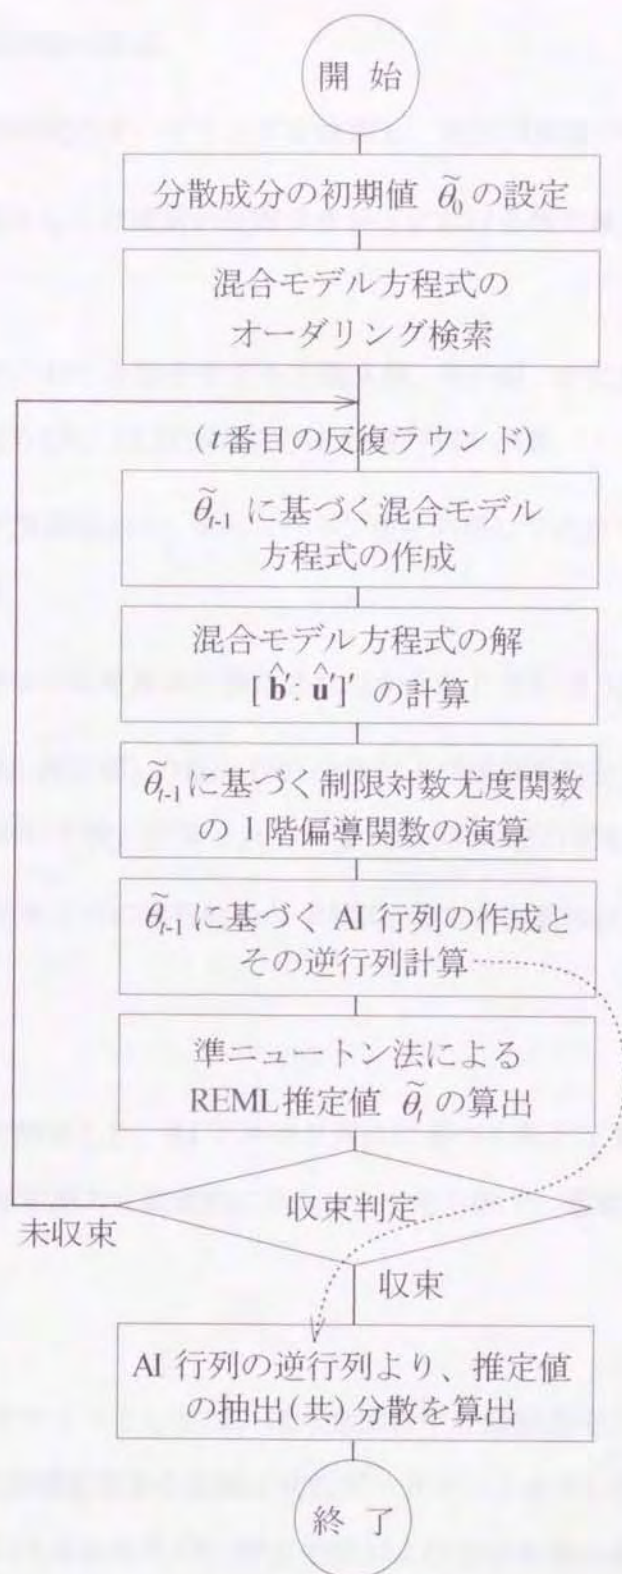 開 始
分散成分の初期値 θ̃₀ の設定
混合モデル方程式の
オーダリング検索
(t番目の反復ラウンド)
θ̃ₜ₋₁ に基づく混合モデル
方程式の作成
混合モデル方程式の解
[ b̂′: û′]′ の計算
θ̃ₜ₋₁ に基づく制限対数尤度関数
の 1 階偏導関数の演算
θ̃ₜ₋₁ に基づく AI 行列の作成と
その逆行列計算
準ニュートン法による
REML推定値 θ̃ₜ の算出
収束判定
未収束
収束
AI 行列の逆行列より、推定値
の抽出(共)分散を算出
終 了